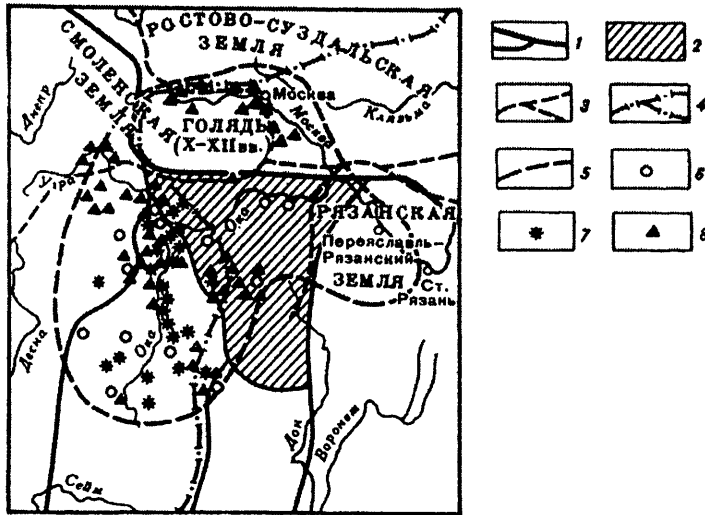 РОСТОВО-СУЗДАЛЬСКАЯ
ЗЕМЛЯ
СМОЛЕНСКАЯ
ЗЕМЛЯ
Днепр
Москва
Москва
Клязьма
ГОЛЯДЬ
(X-XII вв.
Угра
Ока
РЯЗАНСКАЯ
Переяславль-
Рязанский
ЗЕМЛЯ
Ст.
Рязань
Десна
Ока
Дон
Воронеж
Сейм
1
2
3
4
5
6
7
8